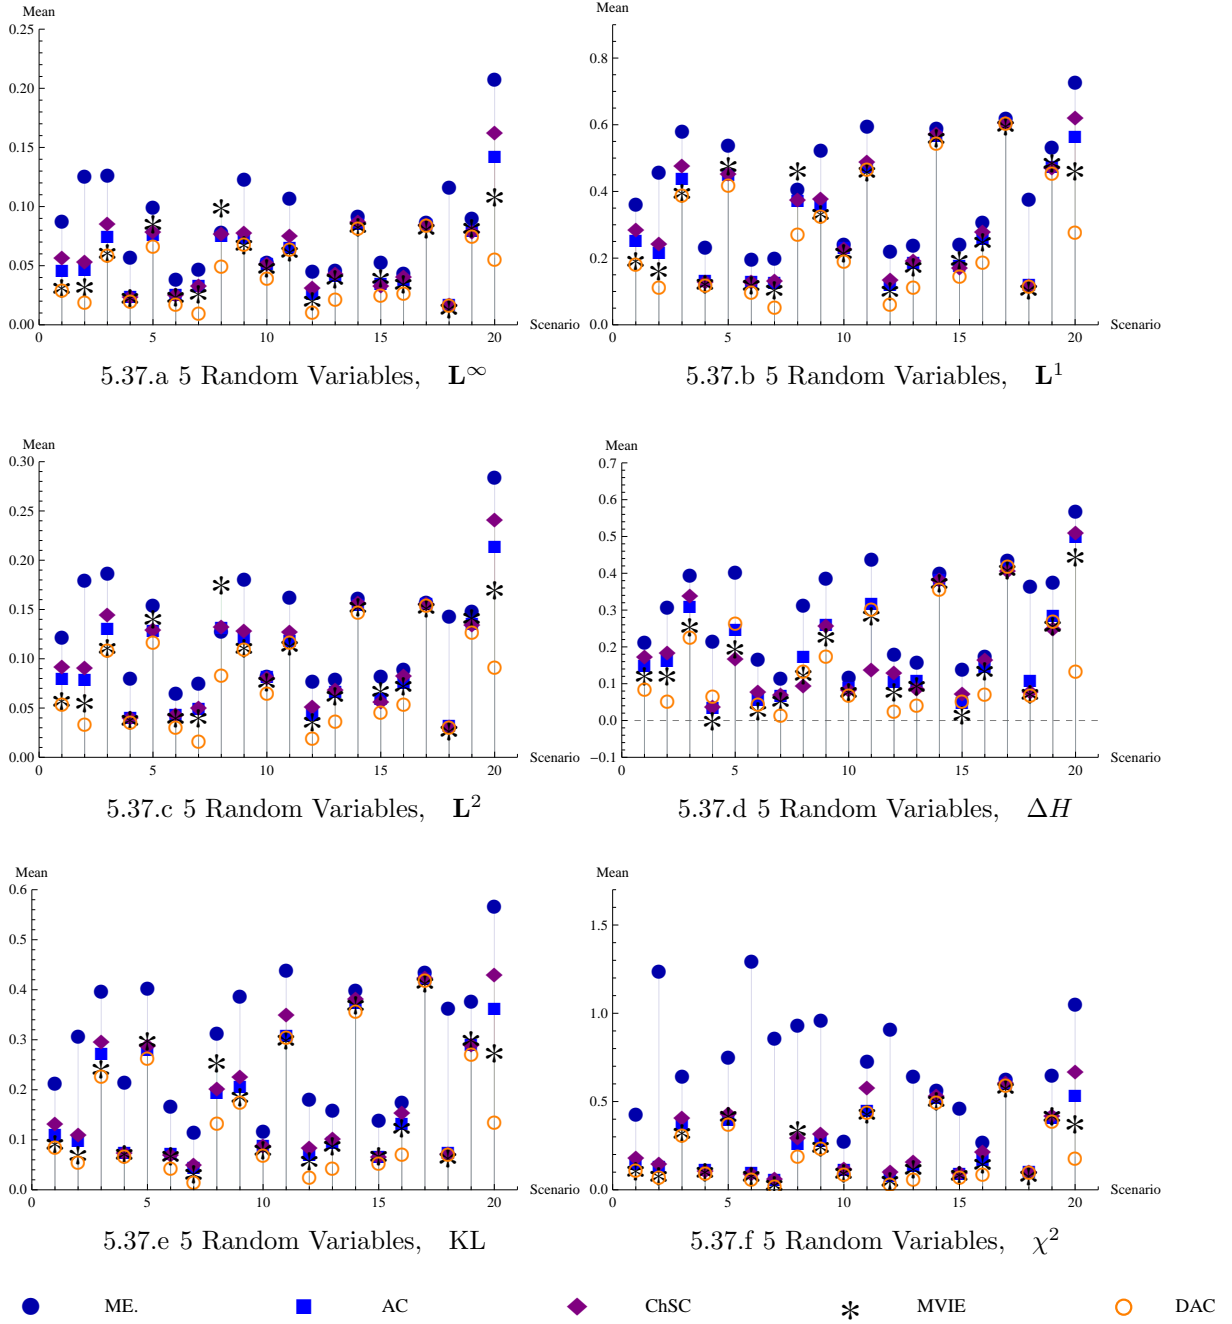 Mean
0.25
0.20
0.15
0.10
0.05
0.00
0 5 10 15 20 Scenario
5.37.a 5 Random Variables, L^∞
Mean
0.8
0.6
0.4
0.2
0.0
0 5 10 15 20 Scenario
5.37.b 5 Random Variables, L^1
Mean
0.30
0.25
0.20
0.15
0.10
0.05
0.00
0 5 10 15 20 Scenario
5.37.c 5 Random Variables, L^2
Mean
0.7
0.6
0.5
0.4
0.3
0.2
0.1
0.0
−0.1
0 5 10 15 20 Scenario
5.37.d 5 Random Variables, ΔH
Mean
0.6
0.5
0.4
0.3
0.2
0.1
0.0
0 5 10 15 20 Scenario
5.37.e 5 Random Variables, KL
Mean
1.5
1.0
0.5
0.0
0 5 10 15 20 Scenario
5.37.f 5 Random Variables, χ^2
ME. AC ChSC MVIE DAC